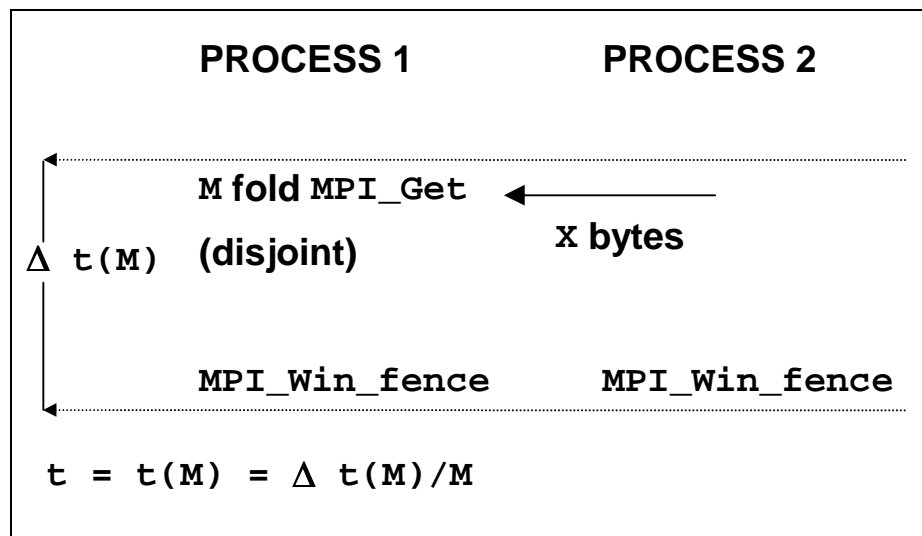 PROCESS 1 PROCESS 2
M fold MPI_Get
X bytes
Δ t(M) (disjoint)
MPI_Win_fence MPI_Win_fence
t = t(M) = Δ t(M)/M